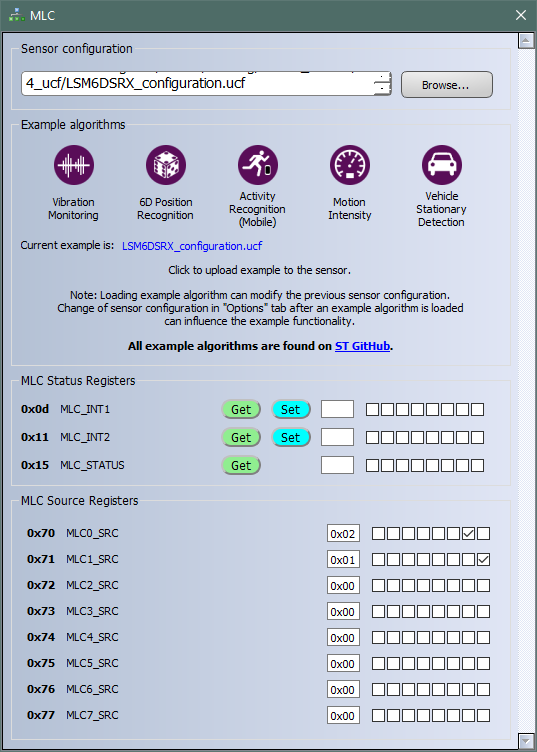 MLC
Sensor configuration
4_ucf/LSM6DSRX_configuration.ucf
Browse...
Example algorithms
Vibration
Monitoring
6D Position
Recognition
Activity
Recognition
(Mobile)
Motion
Intensity
Vehicle
Stationary
Detection
Current example is: LSM6DSRX_configuration.ucf
Click to upload example to the sensor.
Note: Loading example algorithm can modify the previous sensor configuration.
Change of sensor configuration in "Options" tab after an example algorithm is loaded
can influence the example functionality.
All example algorithms are found on ST GitHub.
MLC Status Registers
0x0d MLC_INT1 Get Set
0x11 MLC_INT2 Get Set
0x15 MLC_STATUS Get
MLC Source Registers
0x70 MLC0_SRC 0x02
0x71 MLC1_SRC 0x01
0x72 MLC2_SRC 0x00
0x73 MLC3_SRC 0x00
0x74 MLC4_SRC 0x00
0x75 MLC5_SRC 0x00
0x76 MLC6_SRC 0x00
0x77 MLC7_SRC 0x00